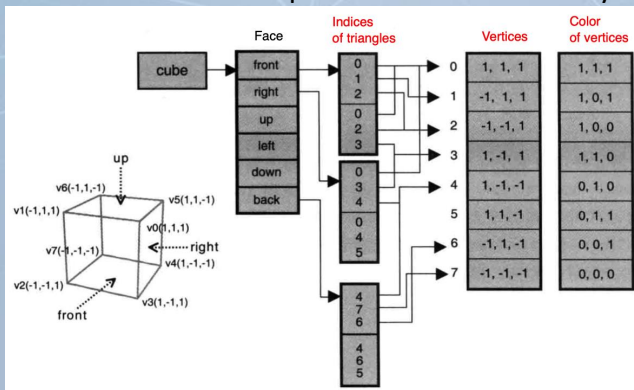 Indices
of triangles
Face
Vertices
Color
of vertices
cube
front
right
up
left
down
back
0
1
2
0
2
3
0
3
4
0
4
5
4
7
6
4
6
5
0
1
2
3
4
5
6
7
1, 1, 1
-1, 1, 1
-1, -1, 1
1, -1, 1
1, -1, -1
1, 1, -1
-1, 1, -1
-1, -1, -1
1, 1, 1
1, 0, 1
1, 0, 0
1, 1, 0
0, 1, 0
0, 1, 1
0, 0, 1
0, 0, 0
up
v6(-1,1,-1)
v5(1,1,-1)
v1(-1,1,1)
v0(1,1,1)
v7(-1,-1,-1)
right
v4(1,-1,-1)
v2(-1,-1,1)
v3(1,-1,1)
front